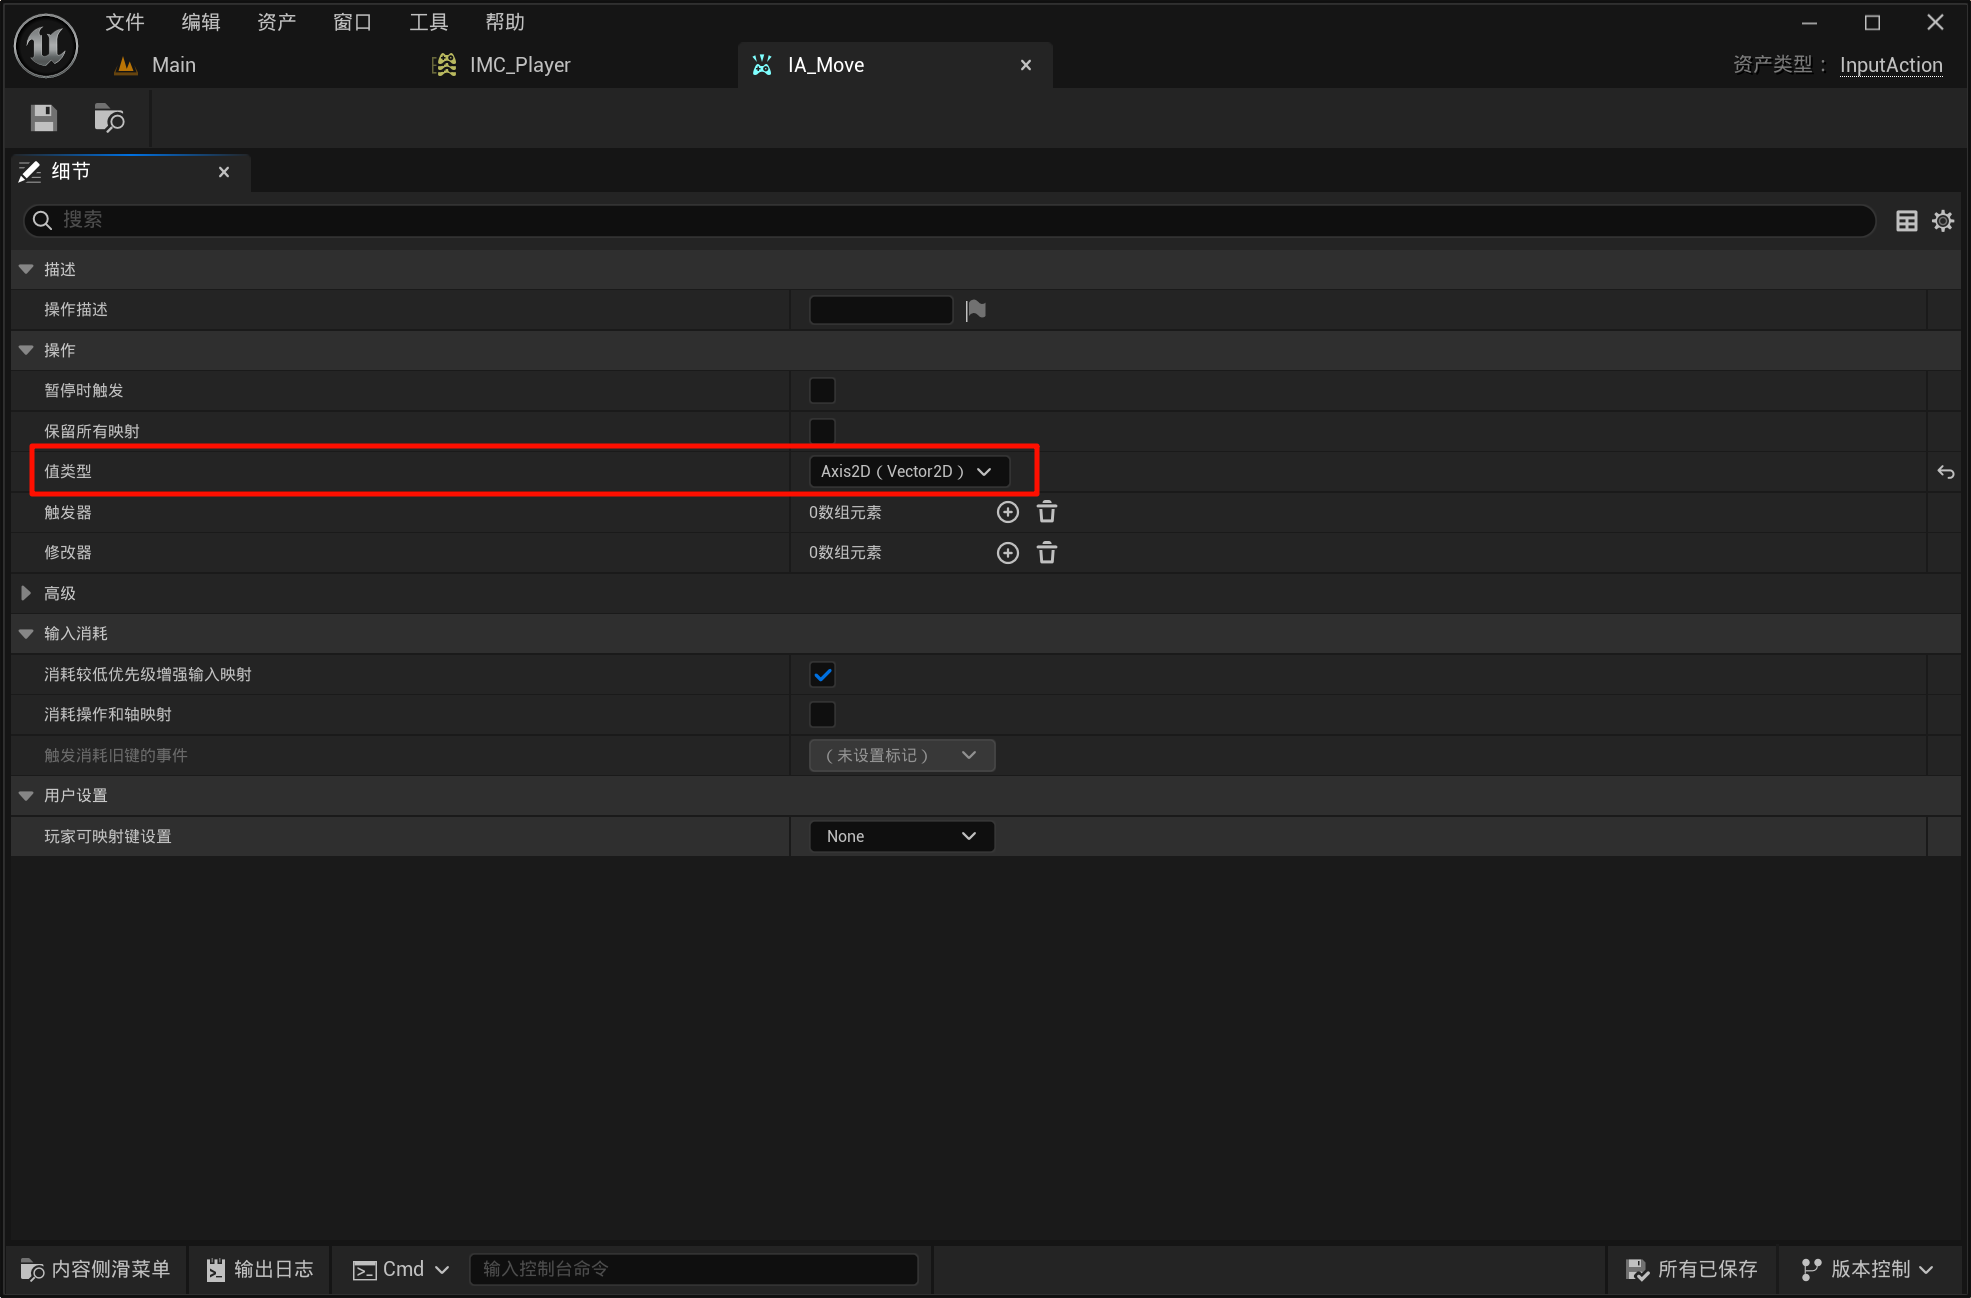 文件 编辑 资产 窗口 工具 帮助
Main IMC_Player IA_Move 资产类型： InputAction
细节
搜索
描述
操作描述
操作
暂停时触发
保留所有映射
值类型 Axis2D（Vector2D）
触发器 0数组元素
修改器 0数组元素
高级
输入消耗
消耗较低优先级增强输入映射
消耗操作和轴映射
触发消耗旧键的事件 （未设置标记）
用户设置
玩家可映射键设置 None
内容侧滑菜单 输出日志 Cmd 输入控制台命令 所有已保存 版本控制